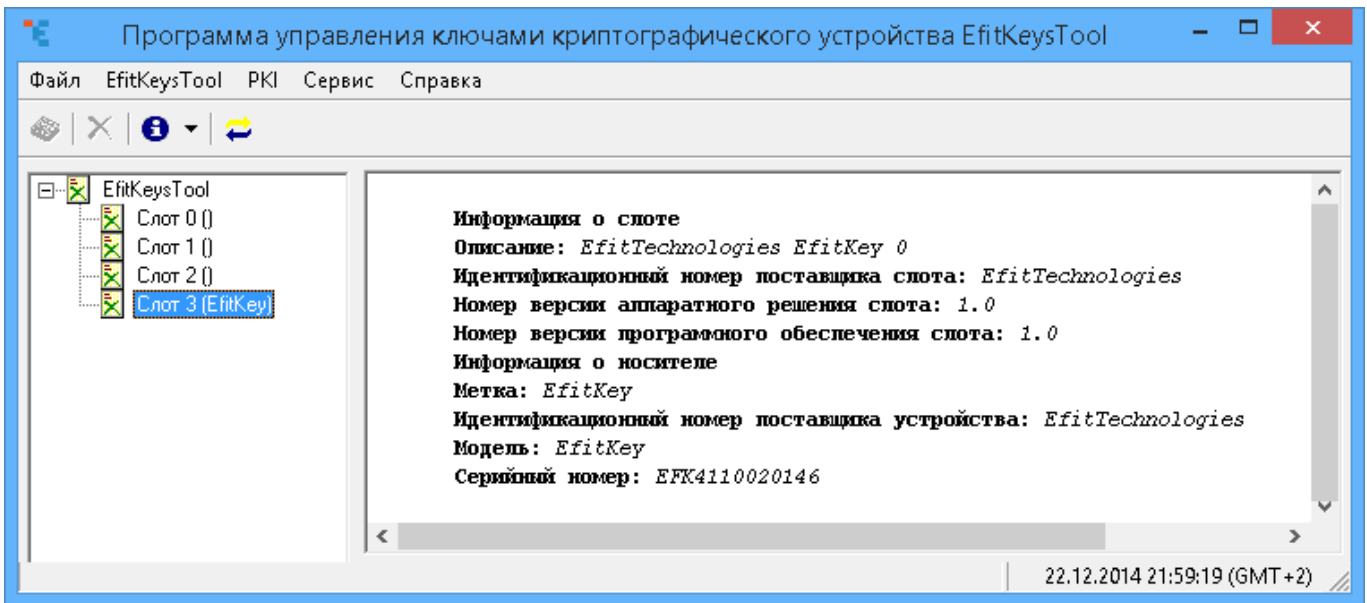 Программа управления ключами криптографического устройства EfitKeysTool
Файл EfitKeysTool PKI Сервис Справка
EfitKeysTool
Слот 0 ()
Слот 1 ()
Слот 2 ()
Слот 3 (EfitKey)
Информация о слоте
Описание: EfitTechnologies EfitKey 0
Идентификационный номер поставщика слота: EfitTechnologies
Номер версии аппаратного решения слота: 1.0
Номер версии программного обеспечения слота: 1.0
Информация о носителе
Метка: EfitKey
Идентификационный номер поставщика устройства: EfitTechnologies
Модель: EfitKey
Серийный номер: EFK4110020146
22.12.2014 21:59:19 (GMT+2)